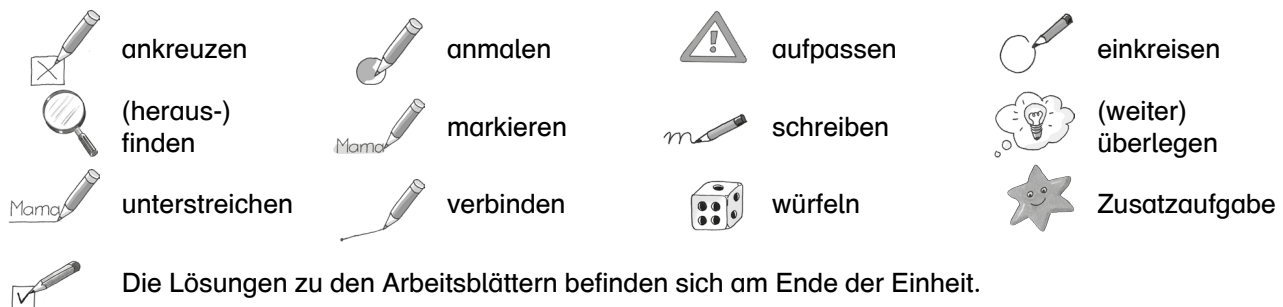 ankreuzen
anmalen
aufpassen
einkreisen
(heraus-)
finden
Mama
markieren
schreiben
(weiter)
überlegen
Mama
unterstreichen
verbinden
würfeln
Zusatzaufgabe
Die Lösungen zu den Arbeitsblättern befinden sich am Ende der Einheit.